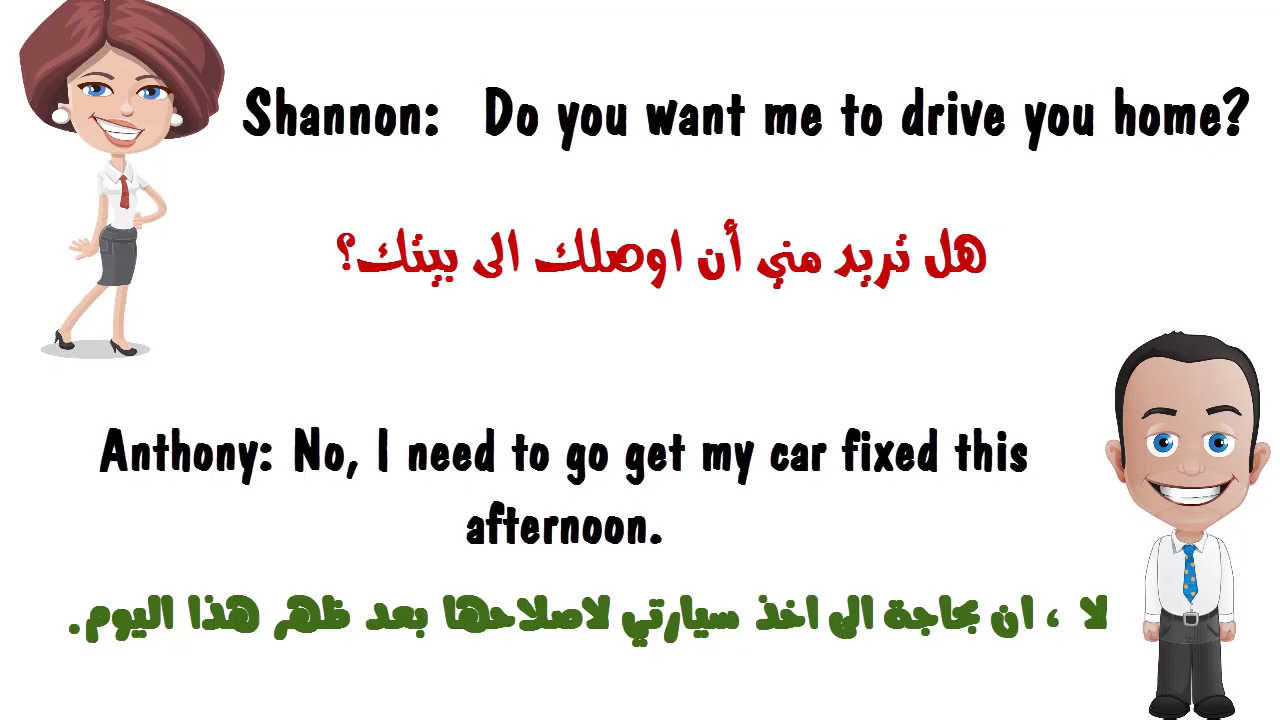 Shannon: Do you want me to drive you home?
هل تريد مني أن اوصلك الى بيتك؟
Anthony: No, I need to go get my car fixed this
afternoon.
لا ، ان بحاجة الى اخذ سيارتي لاصلاحها بعد ظهر هذا اليوم.